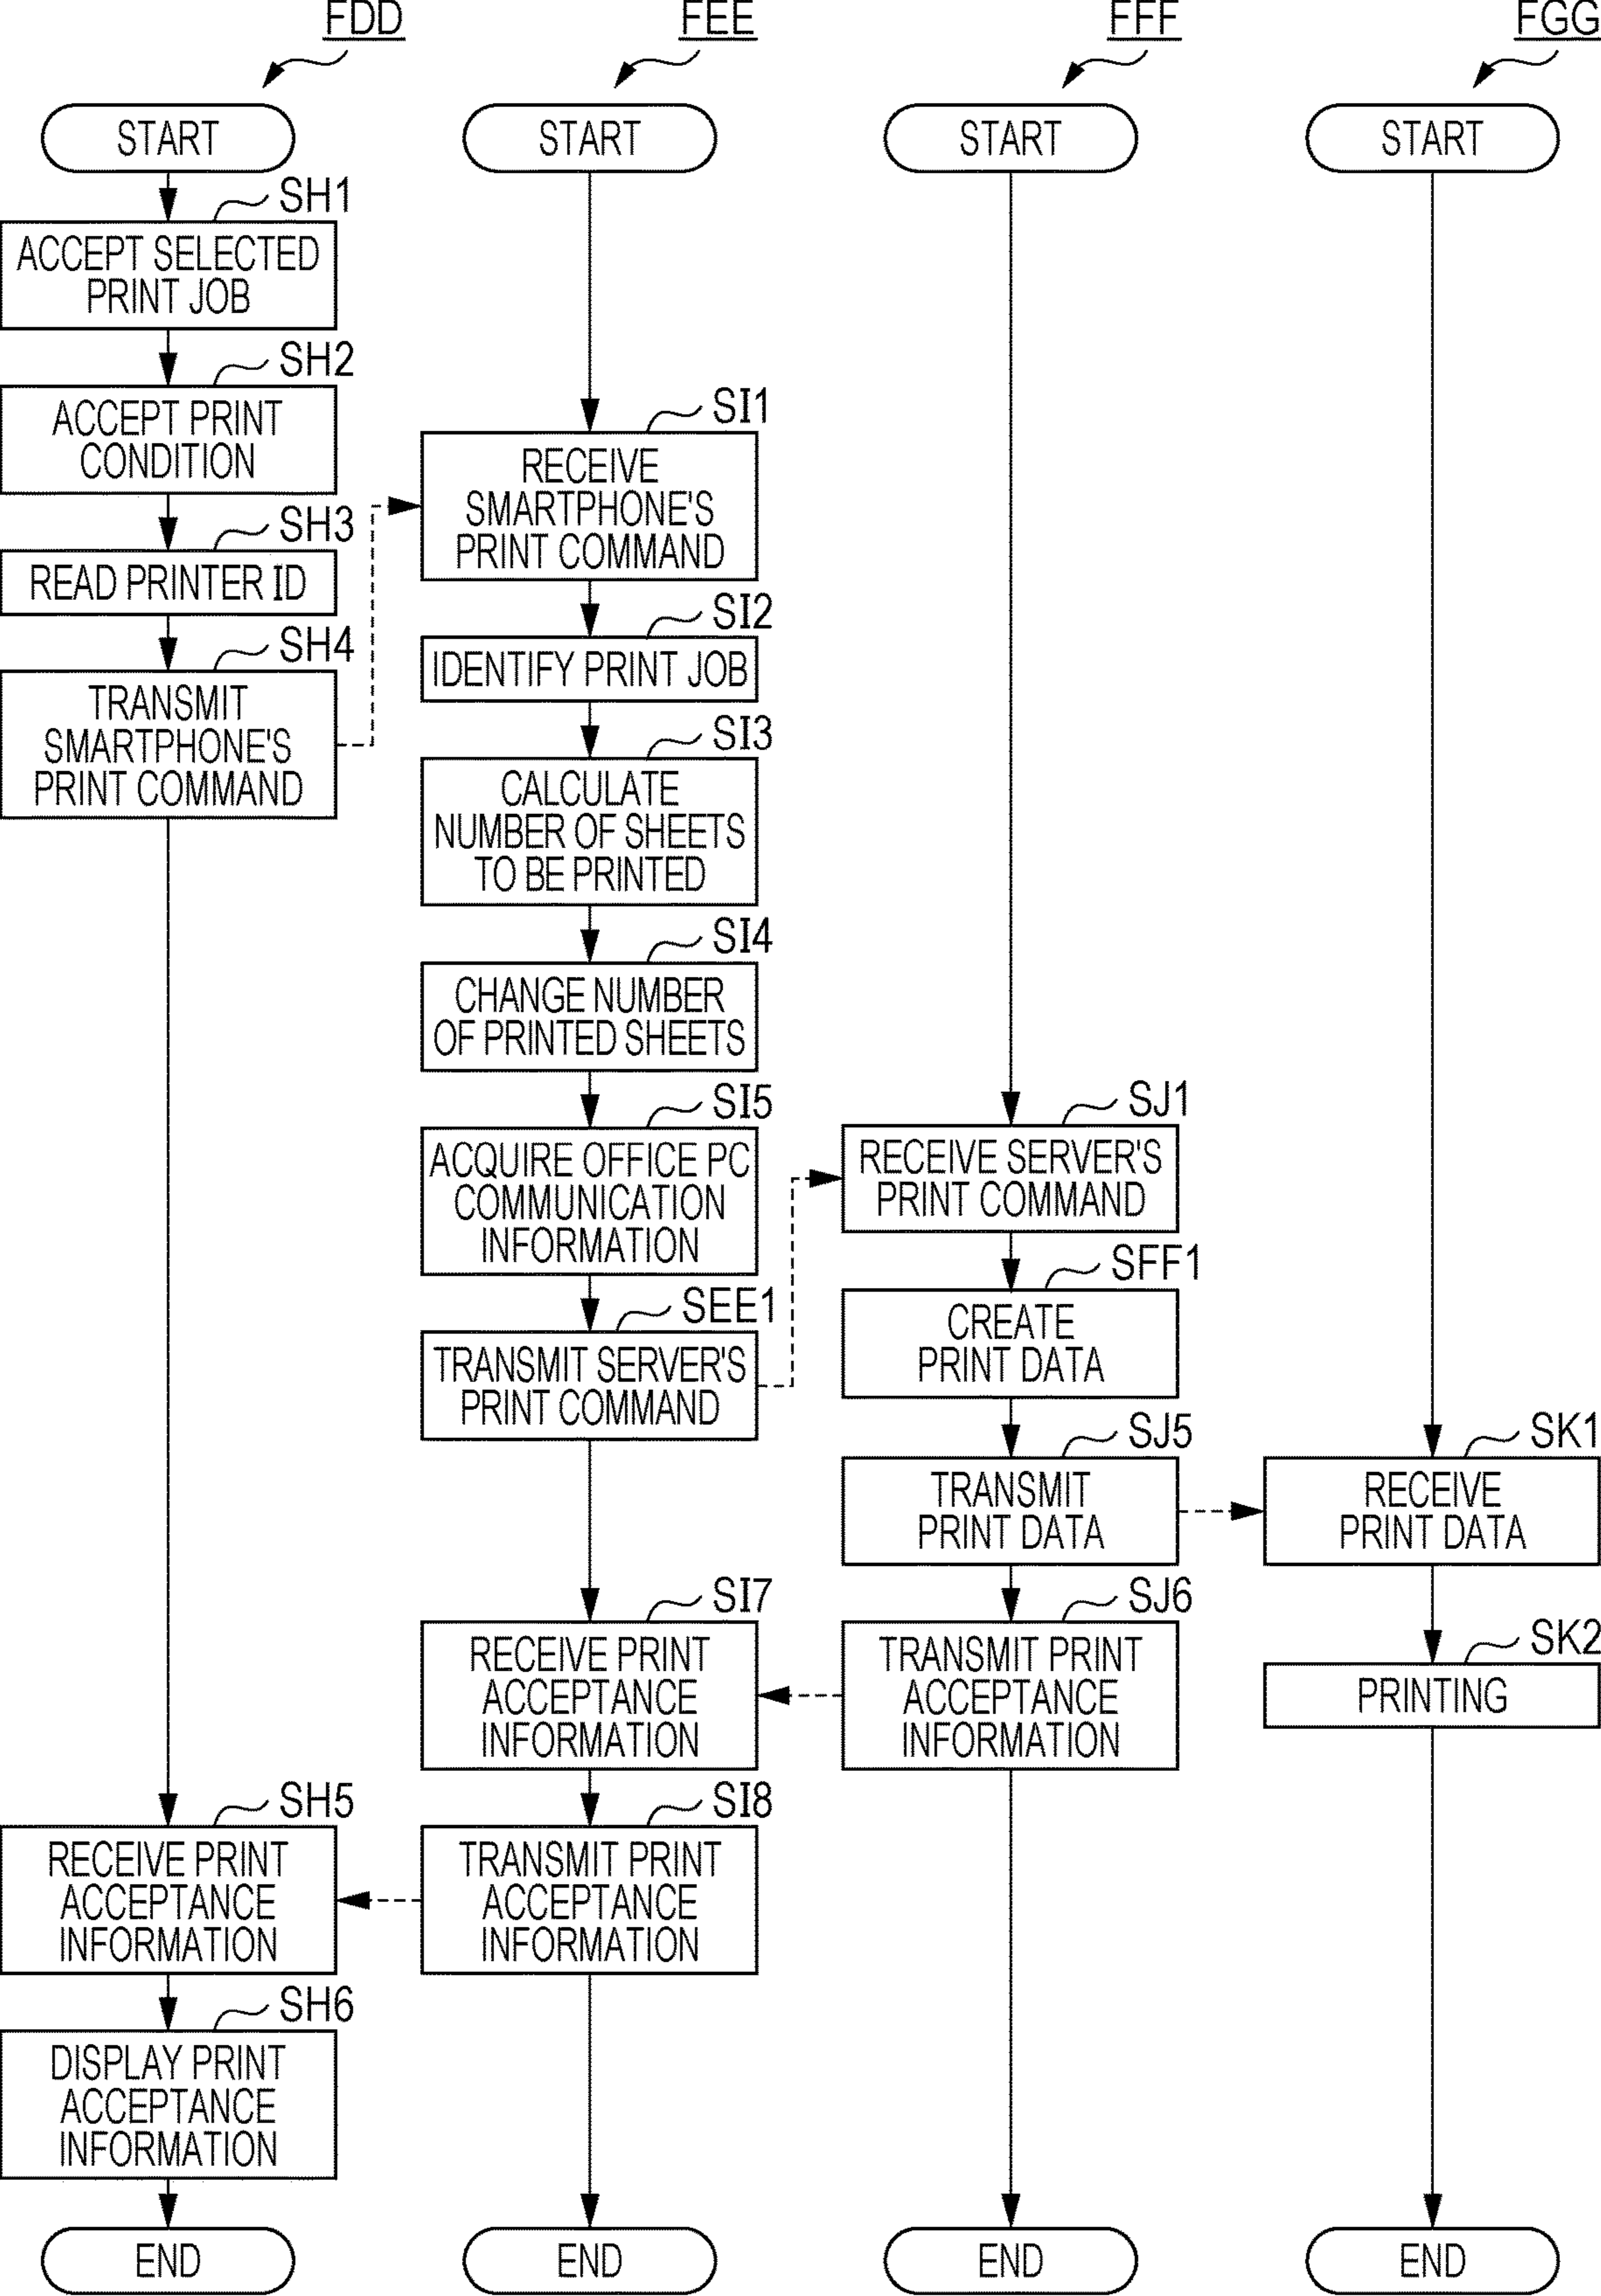 FDD
FEE
FFF
FGG
START
START
START
START
SH1
ACCEPT SELECTED
PRINT JOB
SH2
ACCEPT PRINT
CONDITION
SH3
READ PRINTER ID
SH4
TRANSMIT
SMARTPHONE'S
PRINT COMMAND
SH5
RECEIVE PRINT
ACCEPTANCE
INFORMATION
SH6
DISPLAY PRINT
ACCEPTANCE
INFORMATION
END
SI1
RECEIVE
SMARTPHONE'S
PRINT COMMAND
SI2
IDENTIFY PRINT JOB
SI3
CALCULATE
NUMBER OF SHEETS
TO BE PRINTED
SI4
CHANGE NUMBER
OF PRINTED SHEETS
SI5
ACQUIRE OFFICE PC
COMMUNICATION
INFORMATION
SEE1
TRANSMIT SERVER'S
PRINT COMMAND
SI7
RECEIVE PRINT
ACCEPTANCE
INFORMATION
SI8
TRANSMIT PRINT
ACCEPTANCE
INFORMATION
END
SJ1
RECEIVE SERVER'S
PRINT COMMAND
SFF1
CREATE
PRINT DATA
SJ5
TRANSMIT
PRINT DATA
SJ6
TRANSMIT PRINT
ACCEPTANCE
INFORMATION
END
SK1
RECEIVE
PRINT DATA
SK2
PRINTING
END